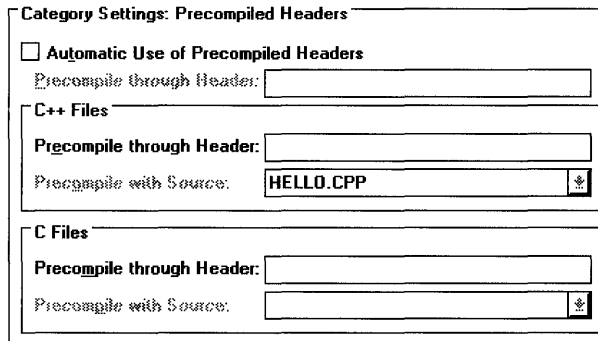 Category Settings: Precompiled Headers
Automatic Use of Precompiled Headers
Precompile through Header:
C++ Files
Precompile through Header:
Precompile with Source:
HELLO.CPP
C Files
Precompile through Header:
Precompile with Source: